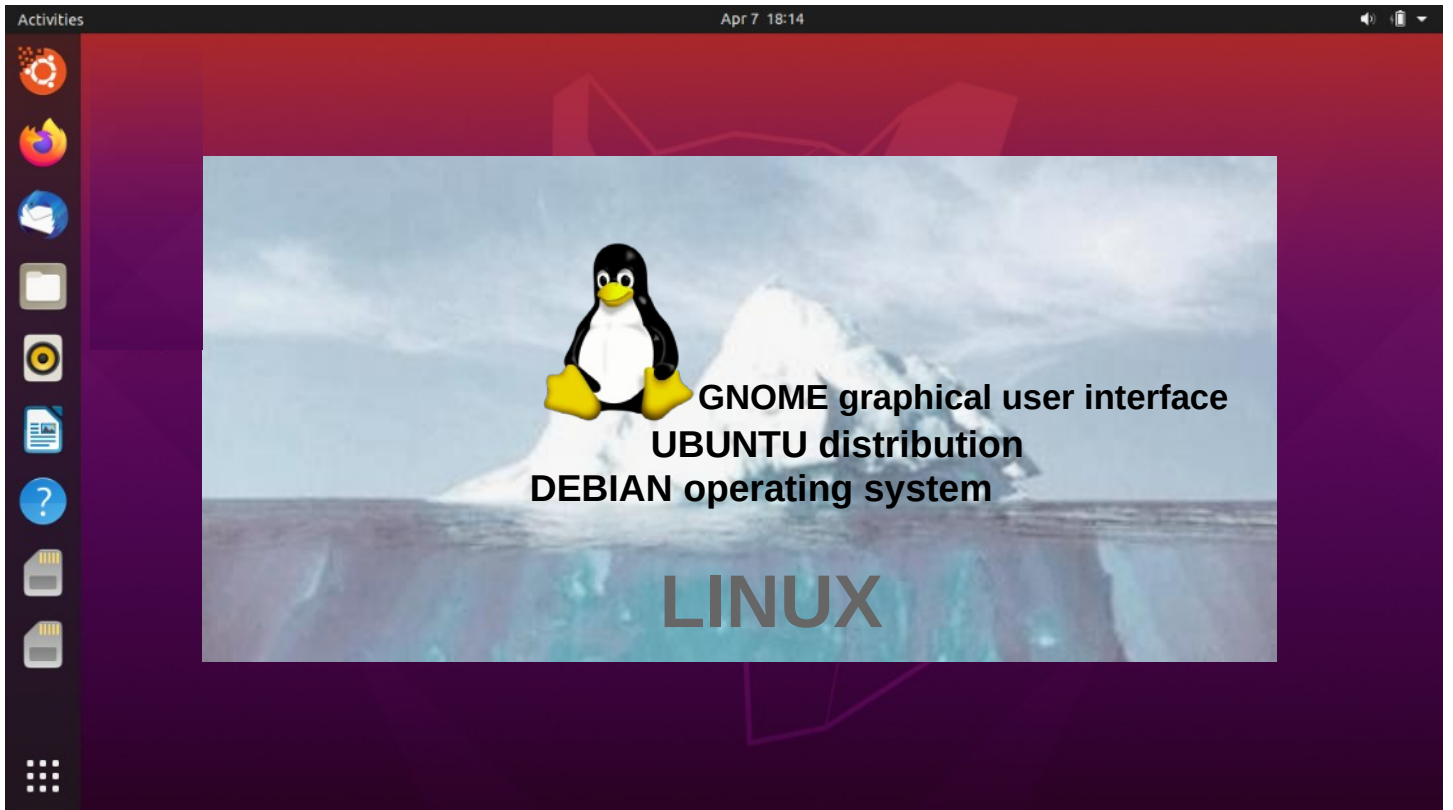 Activities
Apr 7 18:14
GNOME graphical user interface
UBUNTU distribution
DEBIAN operating system
LINUX